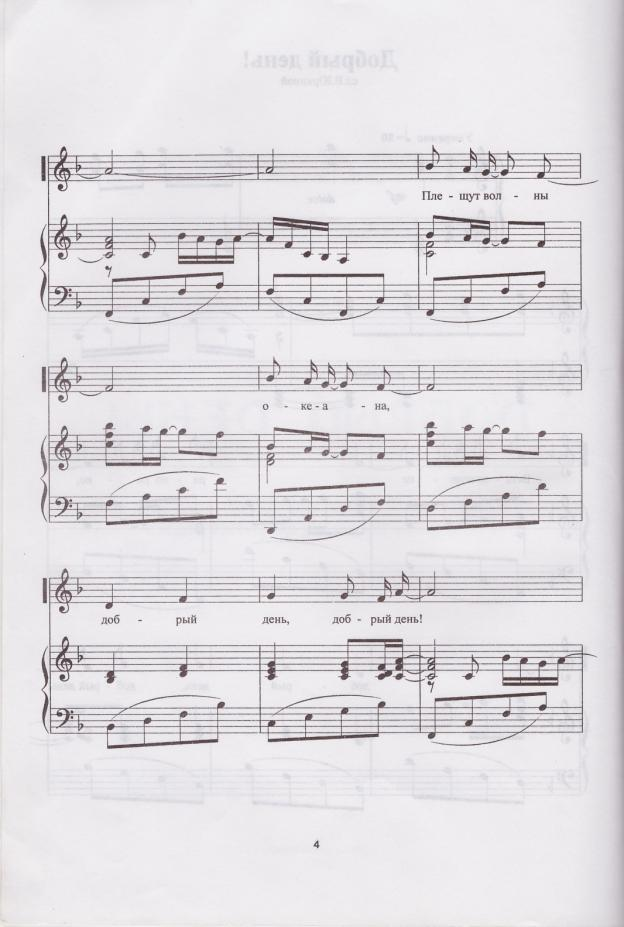 Пле - щут вол - ны
о - ке - а - на,
доб - рый день, доб - рый день!
4